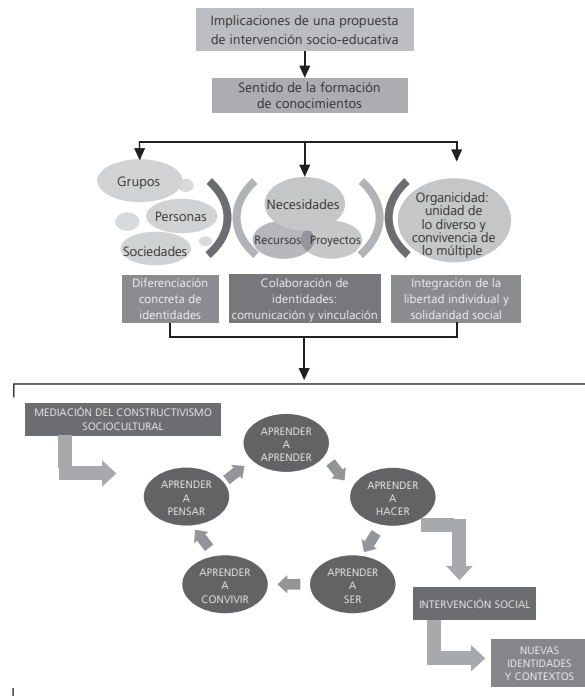 Implicaciones de una propuesta
de intervención socio-educativa
Sentido de la formación
de conocimientos
Grupos
Personas
Sociedades
Necesidades
Recursos
Proyectos
Organicidad:
unidad de
lo diverso y
convivencia de
lo múltiple
Diferenciación
concreta de
identidades
Colaboración de
identidades:
comunicación y vinculación
Integración de la
libertad individual y
solidaridad social
MEDIACIÓN DEL CONSTRUCTIVISMO
SOCIOCULTURAL
APRENDER
A
APRENDER
APRENDER
A
PENSAR
APRENDER
A
HACER
APRENDER
A
CONVIVIR
APRENDER
A
SER
INTERVENCIÓN SOCIAL
NUEVAS
IDENTIDADES
Y CONTEXTOS